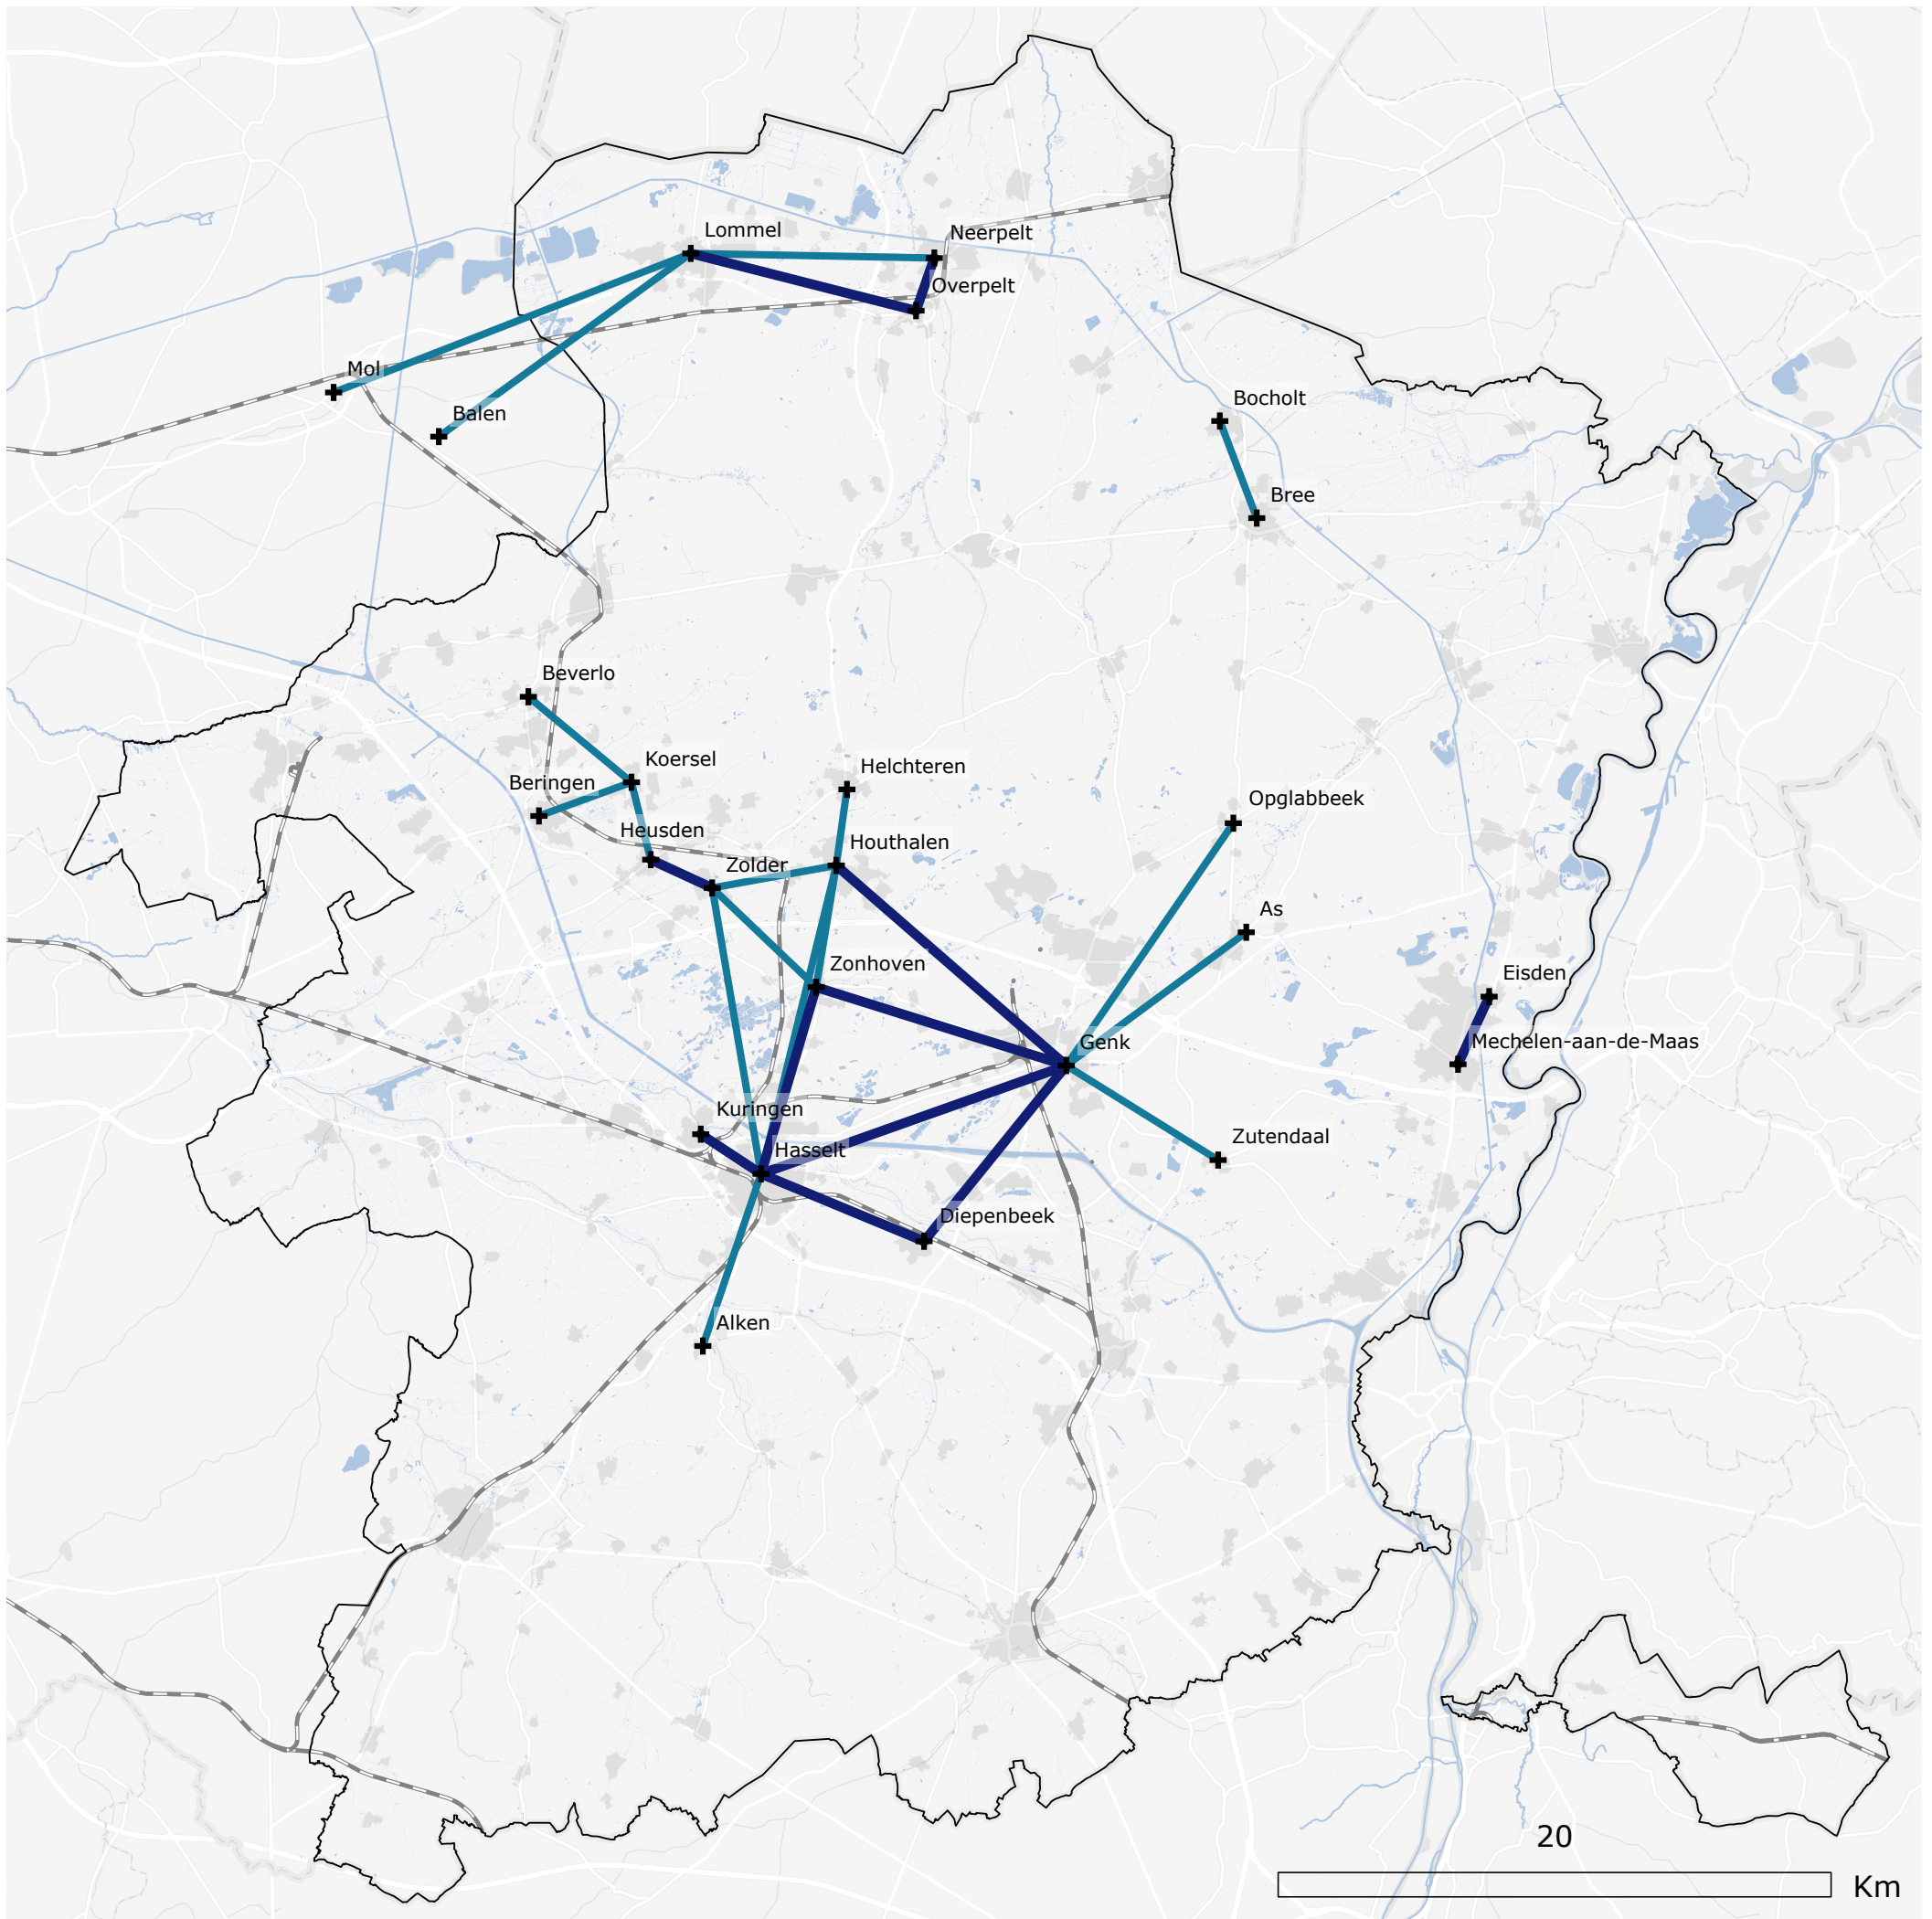 Lommel
Neerpelt
Overpelt
Mol
Balen
Bocholt
Bree
Beverlo
Koersel
Helchteren
Beringen
Opglabbeek
Heusden
Houthalen
Zolder
As
Zonhoven
Eisden
Genk
Mechelen-aan-de-Maas
Kuringen
Zutendaal
Hasselt
Diepenbeek
Alken
20
Km